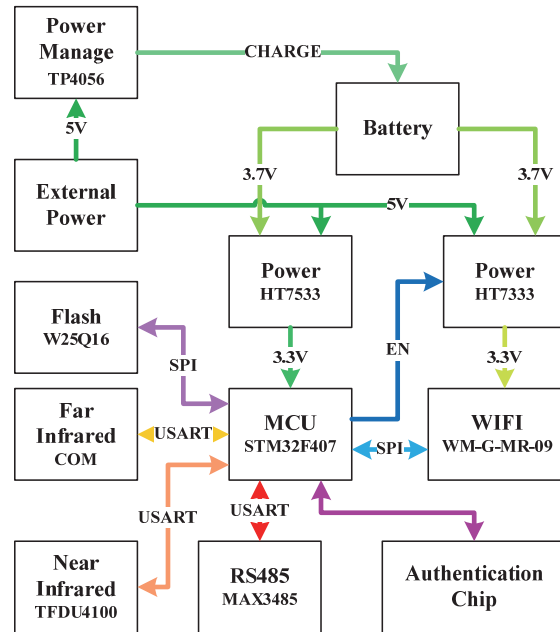 Power
Manage
TP4056
CHARGE
Battery
5V
3.7V
3.7V
External
Power
5V
Power
HT7533
Power
HT7333
Flash
W25Q16
SPI
3.3V
EN
3.3V
Far
Infrared
COM
USART
MCU
STM32F407
SPI
WIFI
WM-G-MR-09
USART
USART
Near
Infrared
TFDU4100
RS485
MAX3485
Authentication
Chip